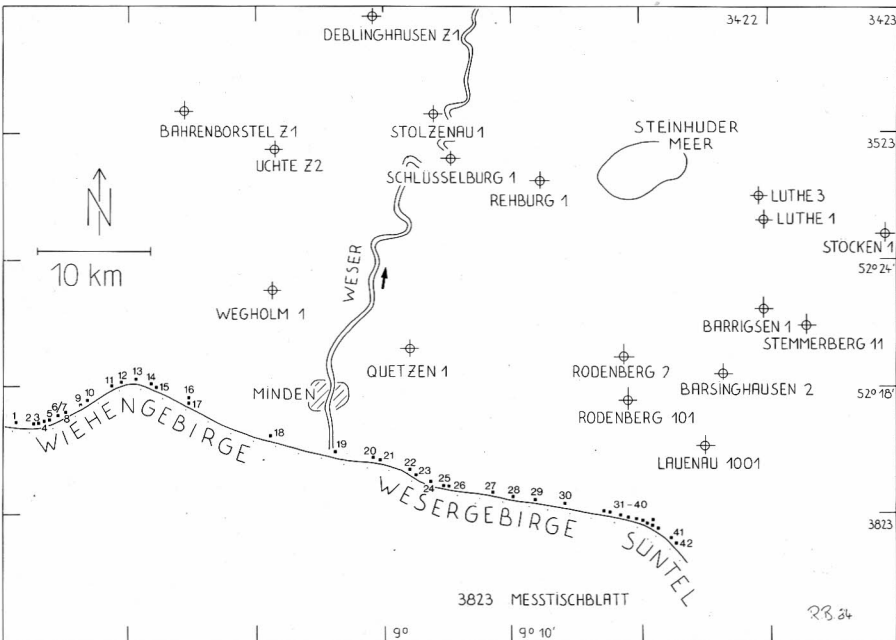 3422
3423
DEBLINGHAUSEN Z1
BAHRENBORSTEL Z1
STOLZENAU 1
STEINHUDER
MEER
3523
UCHTE Z2
SCHLÜSSELBURG 1
REHBURG 1
LUTHE 3
LUTHE 1
STÖCKEN 1
N
10 km
52° 24'
WESER
WEGHOLM 1
BARRIGSEN 1
STEMMERBERG 11
QUETZEN 1
RODENBERG 7
BARSINGHAUSEN 2
52° 18'
MINDEN
RODENBERG 101
LAUENAU 1001
1
2
3
4
5
6/7
8
9
10
11
12
13
14
15
16
17
18
19
20
21
22
23
24
25
26
27
28
29
30
31-40
41
42
WIEHENGEBIRGE
WESERGEBIRGE
SÜNTEL
3823
3823 MESSTISCHBLATT
9°
9° 10'
R.B. 84